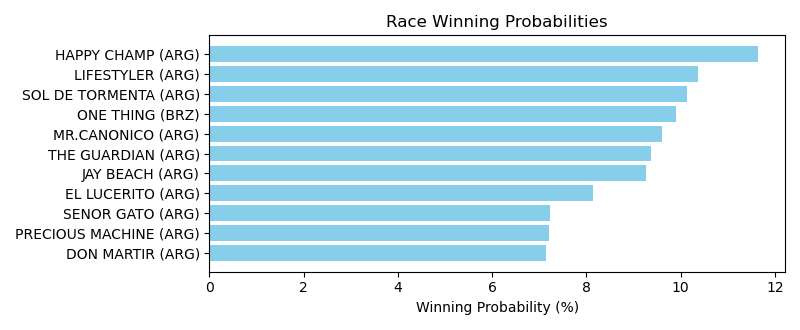 Race Winning Probabilities
HAPPY CHAMP (ARG)
LIFESTYLER (ARG)
SOL DE TORMENTA (ARG)
ONE THING (BRZ)
MR.CANONICO (ARG)
THE GUARDIAN (ARG)
JAY BEACH (ARG)
EL LUCERITO (ARG)
SENOR GATO (ARG)
PRECIOUS MACHINE (ARG)
DON MARTIR (ARG)
0 2 4 6 8 10 12
Winning Probability (%)